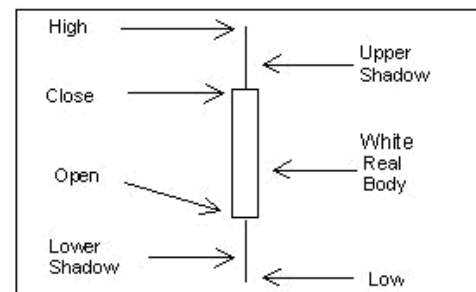 High
Upper
Shadow
Close
White
Real
Body
Open
Lower
Shadow
Low